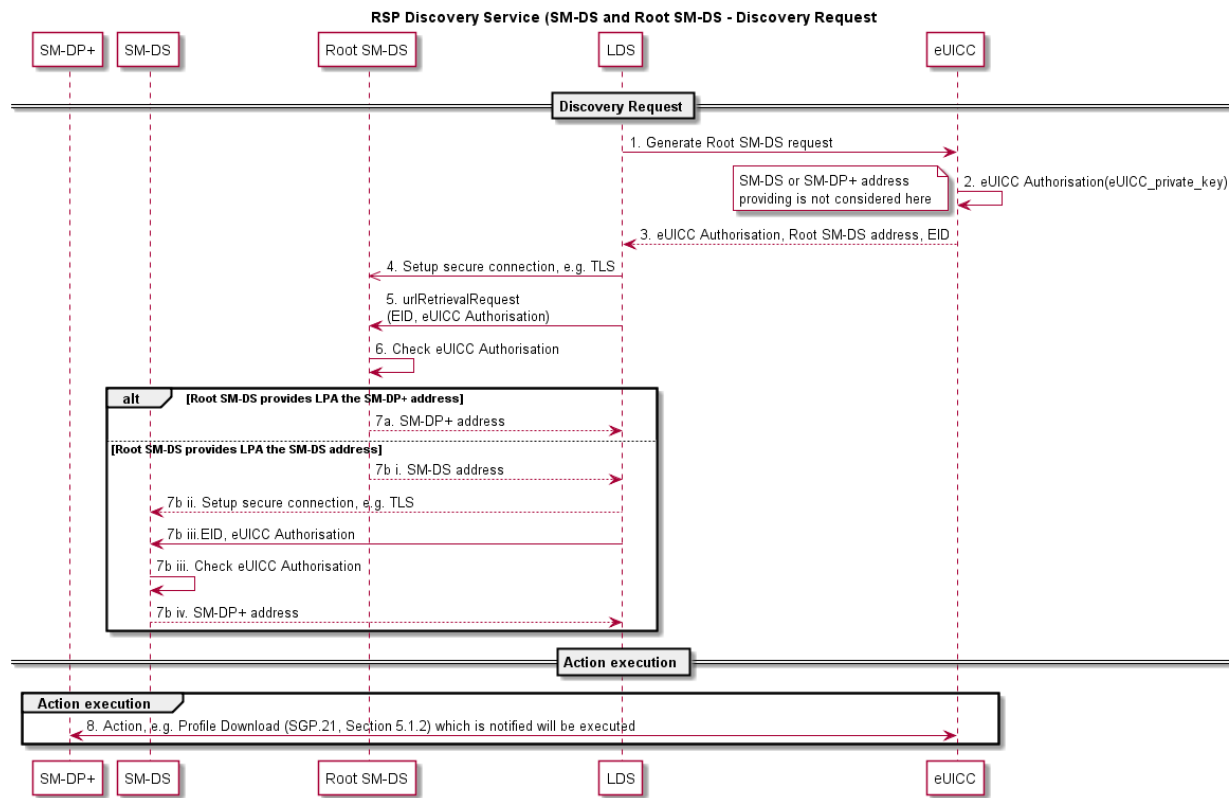 RSP Discovery Service (SM-DS and Root SM-DS - Discovery Request
SM-DP+
SM-DS
Root SM-DS
LDS
eUICC
Discovery Request
1. Generate Root SM-DS request
SM-DS or SM-DP+ address
providing is not considered here
2. eUICC Authorisation(eUICC_private_key)
3. eUICC Authorisation, Root SM-DS address, EID
4. Setup secure connection, e.g. TLS
5. urlRetrievalRequest
(EID, eUICC Authorisation)
6. Check eUICC Authorisation
alt
[Root SM-DS provides LPA the SM-DP+ address]
7a. SM-DP+ address
[Root SM-DS provides LPA the SM-DS address]
7b i. SM-DS address
7b ii. Setup secure connection, e.g. TLS
7b iii.EID, eUICC Authorisation
7b iii. Check eUICC Authorisation
7b iv. SM-DP+ address
Action execution
Action execution
8. Action, e.g. Profile Download (SGP.21, Section 5.1.2) which is notified will be executed
SM-DP+
SM-DS
Root SM-DS
LDS
eUICC